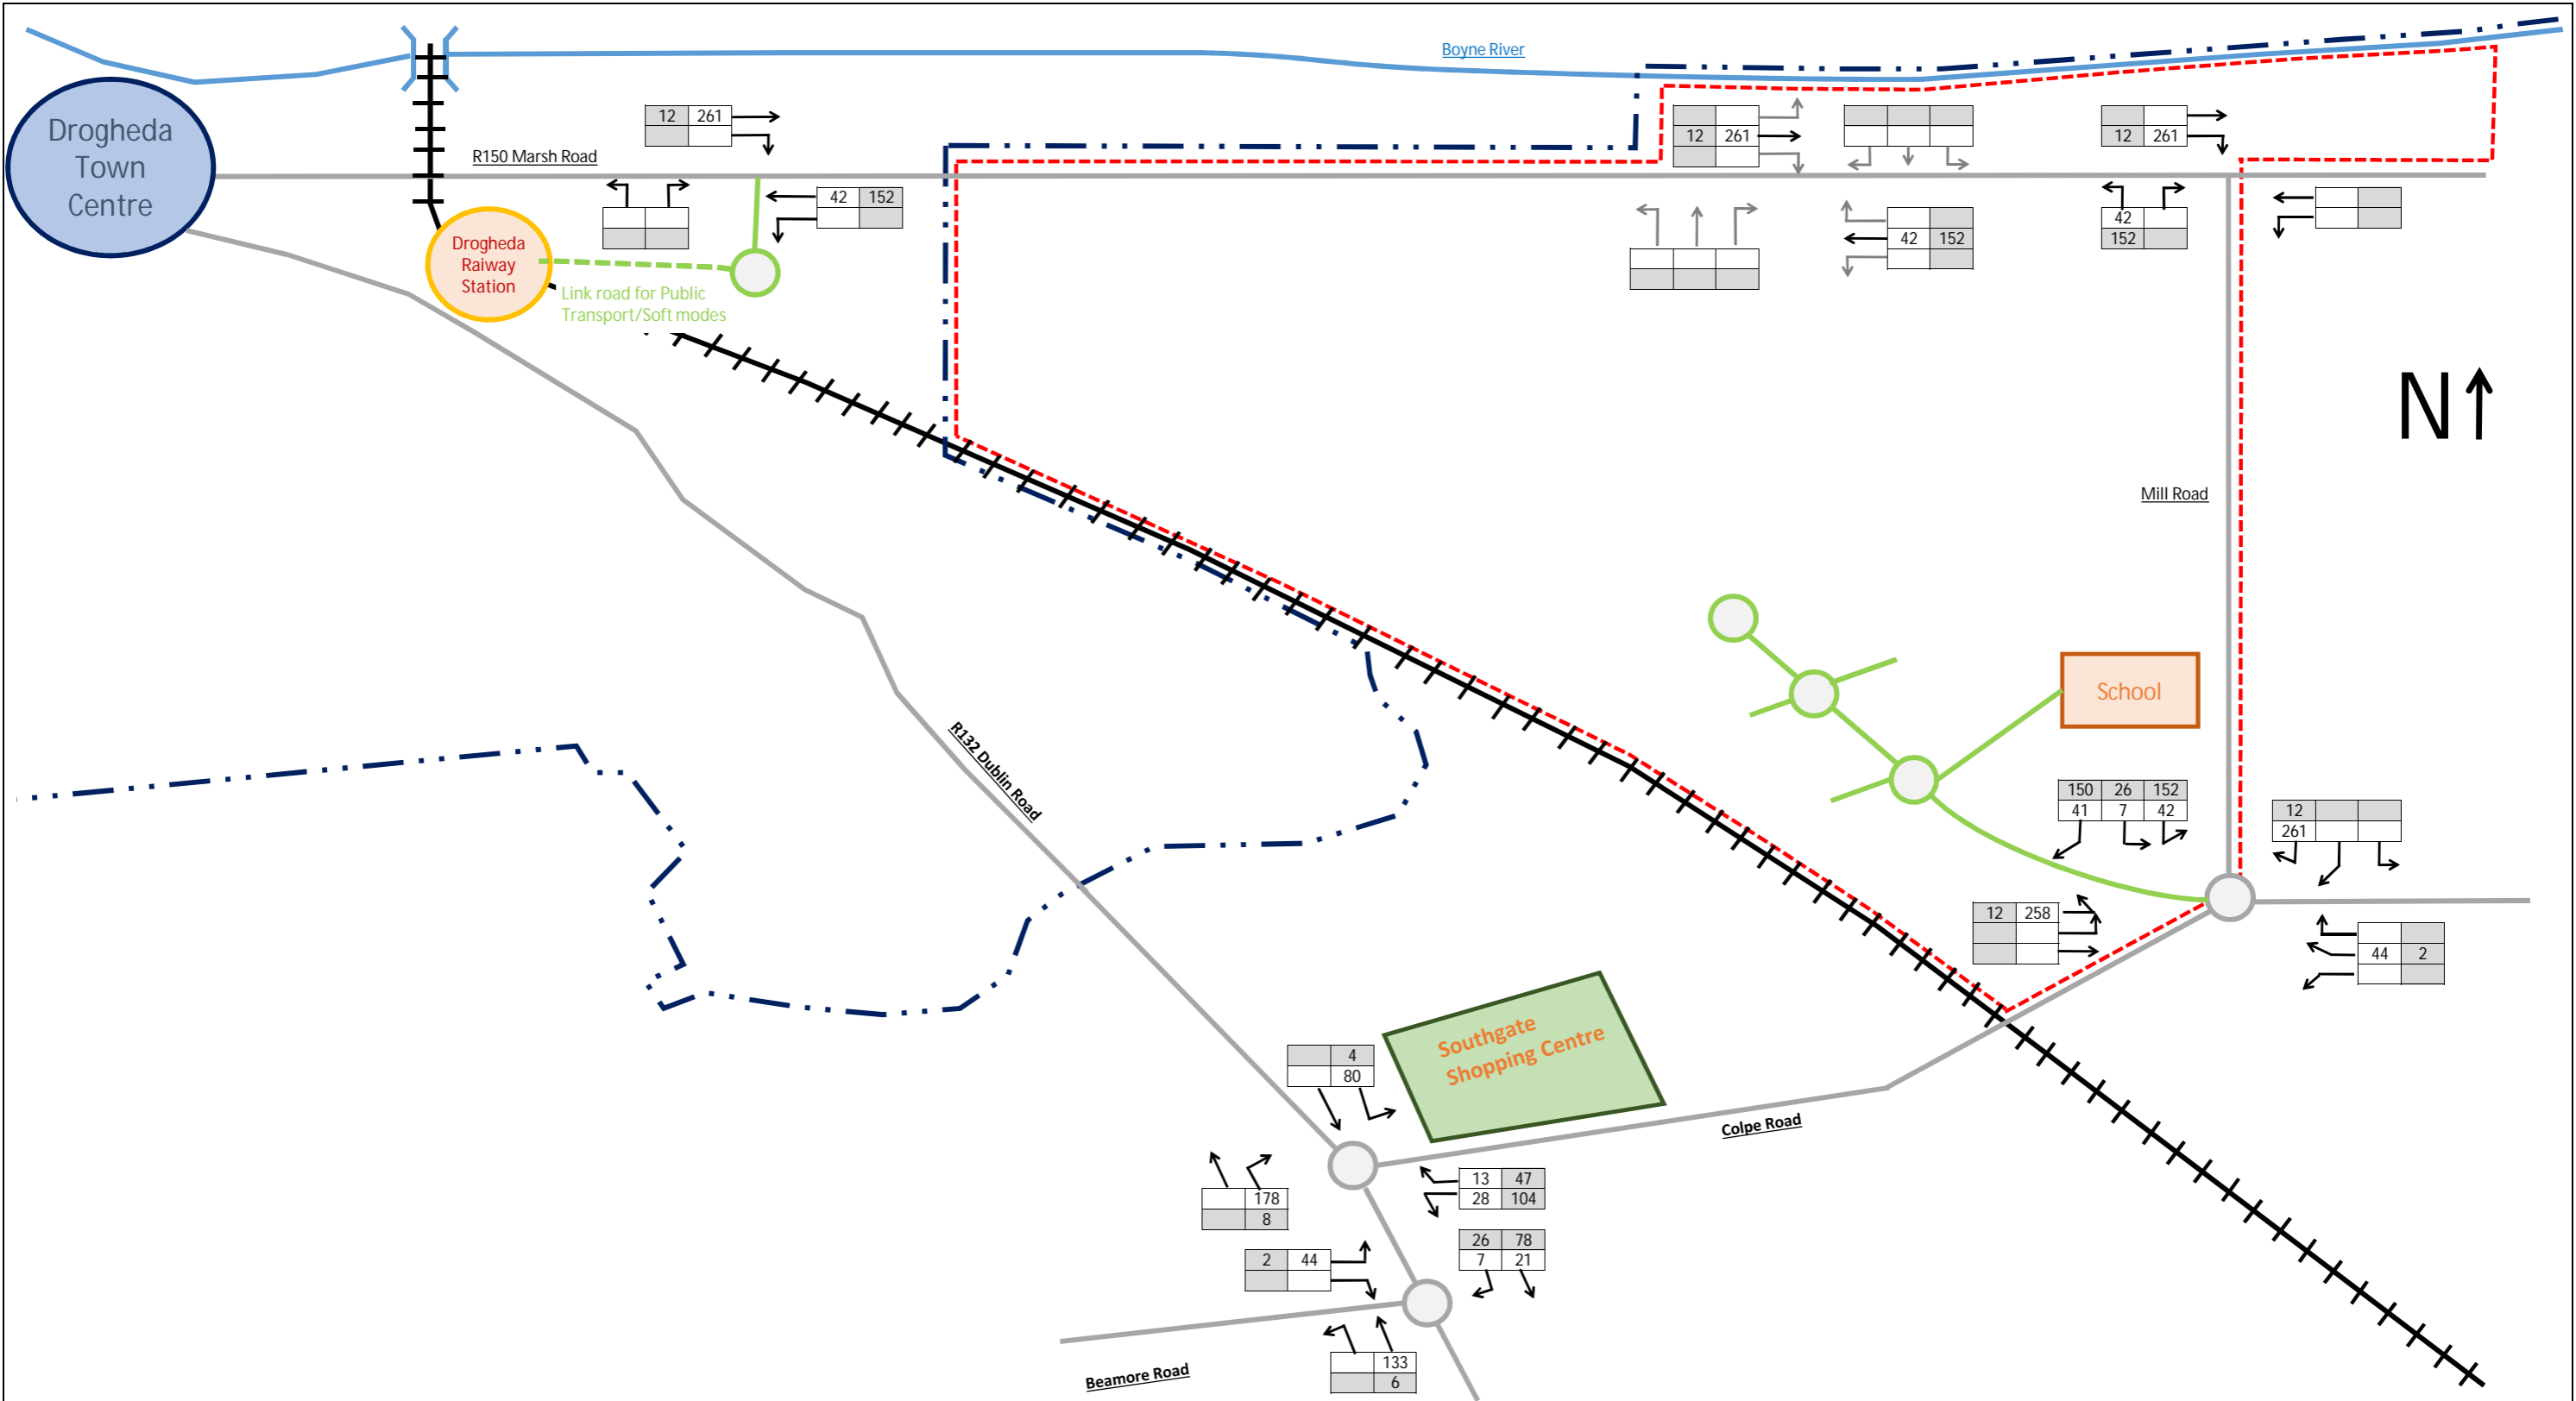 Boyne River
Drogheda
Town
Centre
12 261
R150 Marsh Road
42 152
12 261
42 152
12 261
42
152
Drogheda
Raiway
Station
Link road for Public
Transport/Soft modes
N
Mill Road
School
R132 Dublin Road
150 26 152
41 7 42
12
261
12 258
44 2
Southgate
Shopping Centre
4
80
Colpe Road
178
8
13 47
28 104
2 44
26 78
7 21
133
6
Beamore Road